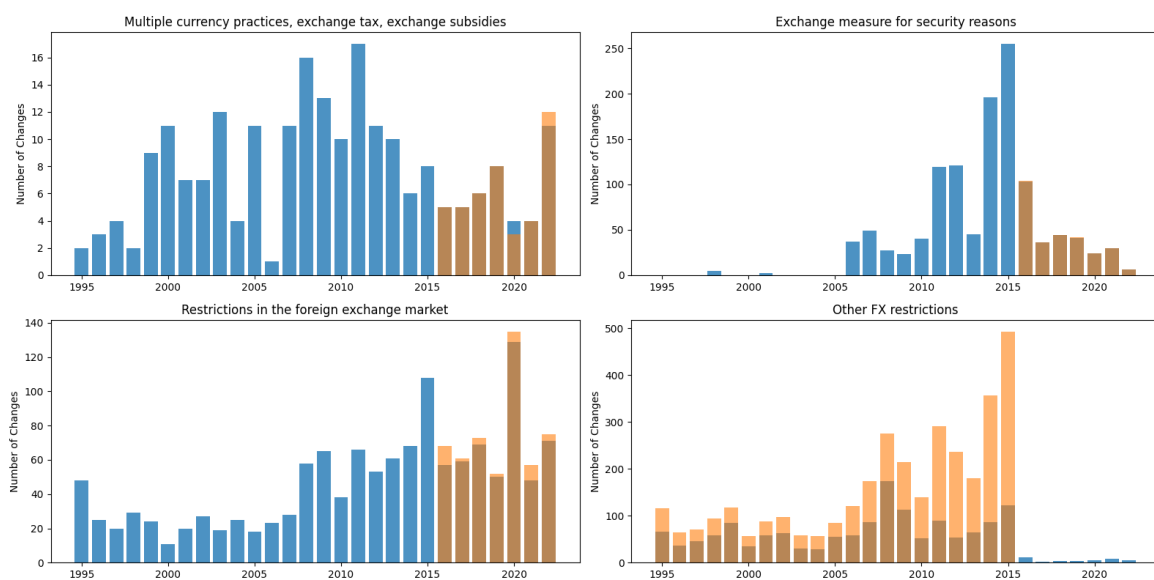 Multiple currency practices, exchange tax, exchange subsidies
Number of Changes
16
14
12
10
8
6
4
2
0
1995 2000 2005 2010 2015 2020
Exchange measure for security reasons
Number of Changes
250
200
150
100
50
0
1995 2000 2005 2010 2015 2020
Restrictions in the foreign exchange market
Number of Changes
140
120
100
80
60
40
20
0
1995 2000 2005 2010 2015 2020
Other FX restrictions
Number of Changes
500
400
300
200
100
0
1995 2000 2005 2010 2015 2020